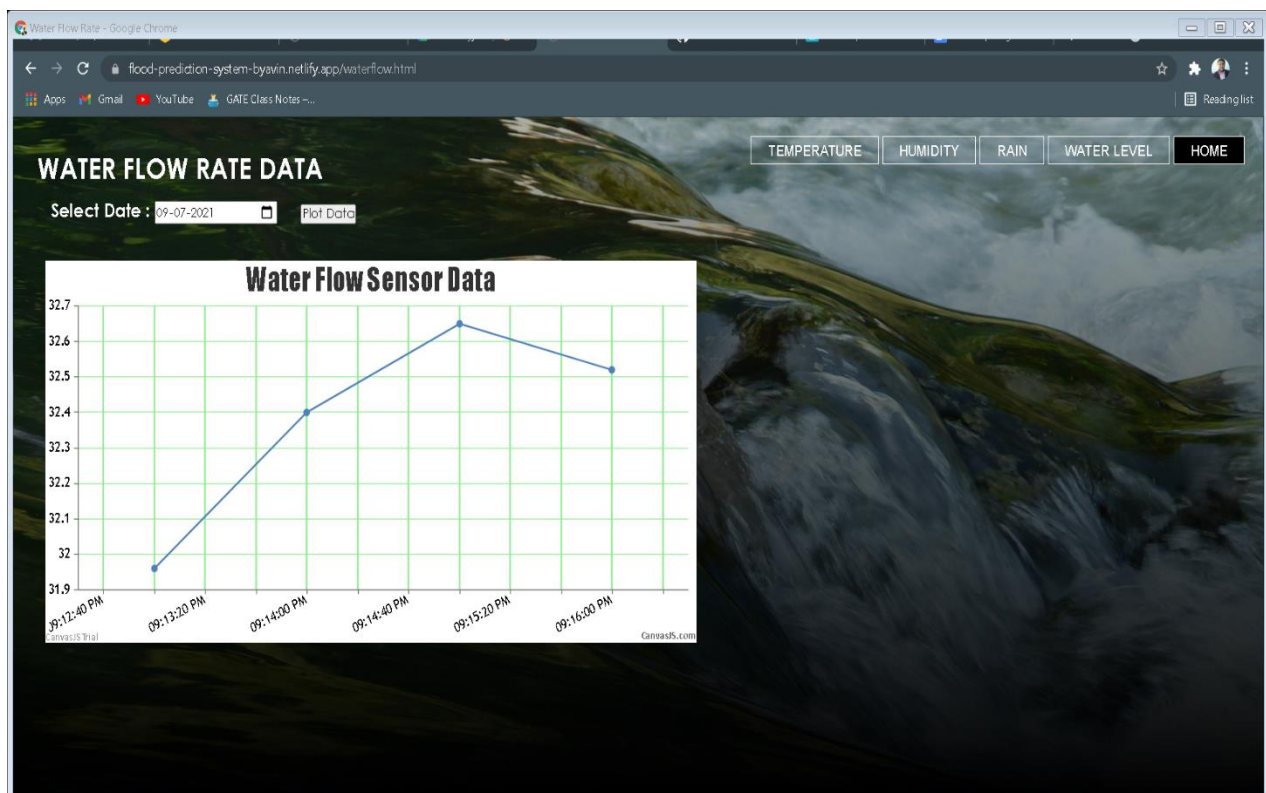 Water Flow Rate - Google Chrome
flood-prediction-system-byavin.netlify.app/waterflow.html
Apps Gmail YouTube GATE Class Notes –... Reading list
TEMPERATURE HUMIDITY RAIN WATER LEVEL HOME
WATER FLOW RATE DATA
Select Date : 09-07-2021 Plot Data
Water Flow Sensor Data
32.7
32.6
32.5
32.4
32.3
32.2
32.1
32
31.9
09:12:40 PM 09:13:20 PM 09:14:00 PM 09:14:40 PM 09:15:20 PM 09:16:00 PM
CanvasJS Trial CanvasJS.com